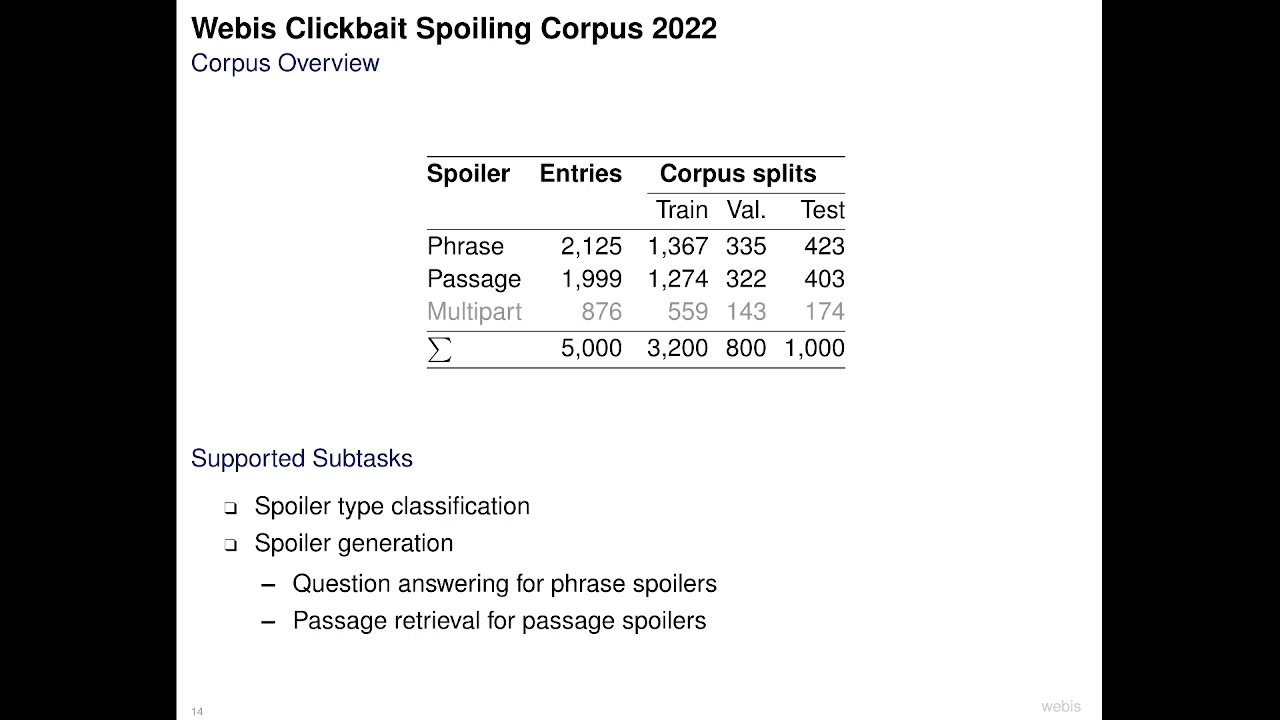 Webis Clickbait Spoiling Corpus 2022
Corpus Overview
Spoiler Entries Corpus splits
Train Val. Test
Phrase 2,125 1,367 335 423
Passage 1,999 1,274 322 403
Multipart 876 559 143 174
∑ 5,000 3,200 800 1,000
Supported Subtasks
❏ Spoiler type classification
❏ Spoiler generation
– Question answering for phrase spoilers
– Passage retrieval for passage spoilers
14
webis